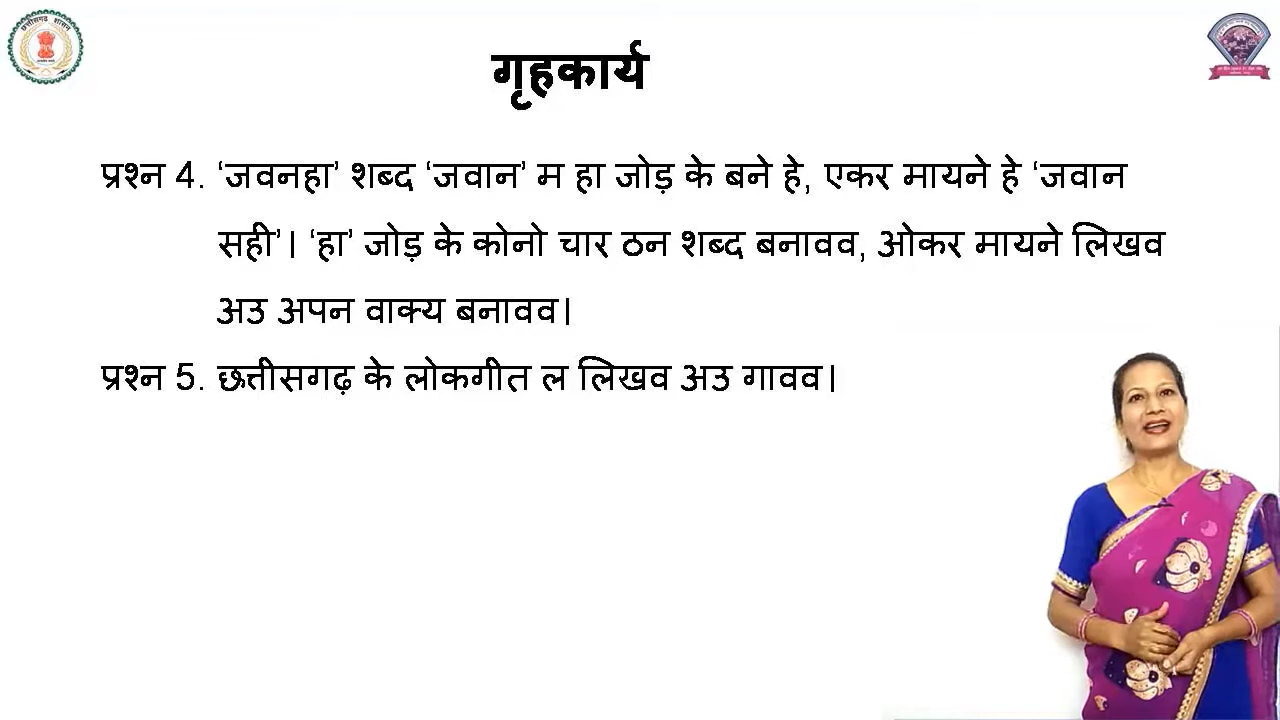 गृहकार्य
प्रश्न 4. ‘जवनहा’ शब्द ‘जवान’ म हा जोड़ के बने हे, एकर मायने हे ‘जवान
सही’। ‘हा’ जोड़ के कोनो चार ठन शब्द बनावव, ओकर मायने लिखव
अउ अपन वाक्य बनावव।
प्रश्न 5. छत्तीसगढ़ के लोकगीत ल लिखव अउ गावव।